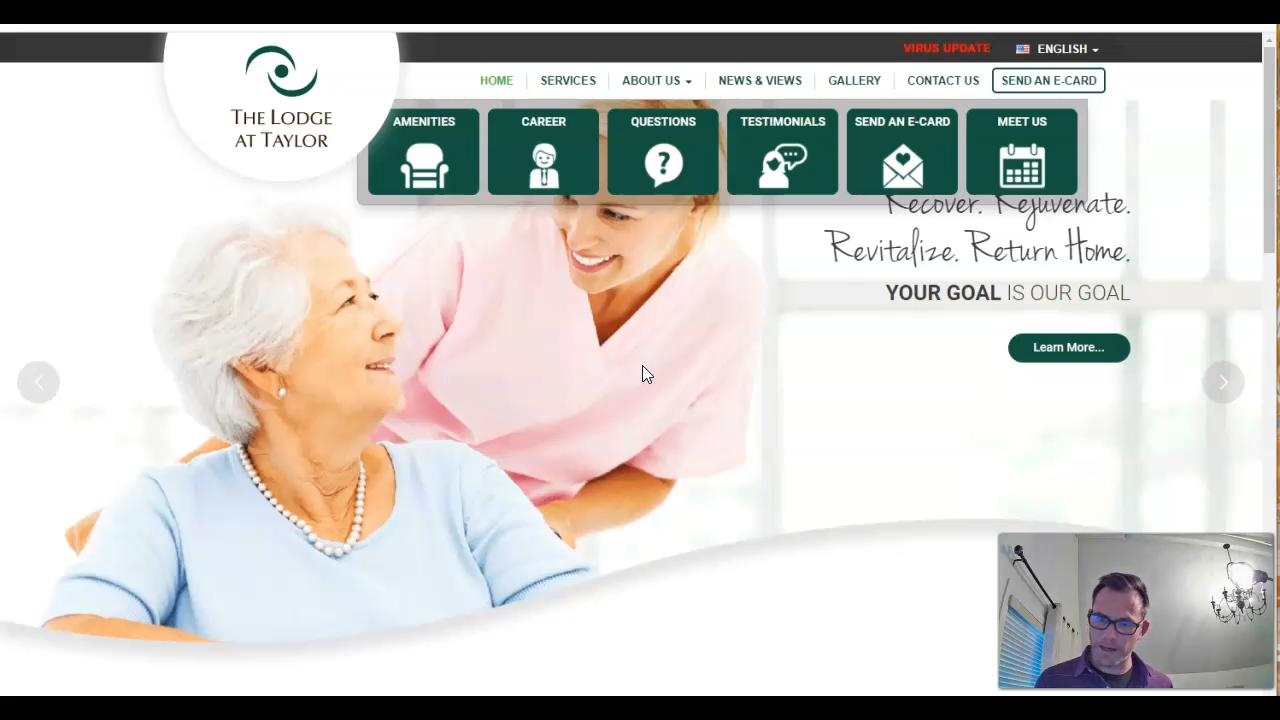 VIRUS UPDATE
ENGLISH
THE LODGE
AT TAYLOR
HOME
SERVICES
ABOUT US
NEWS & VIEWS
GALLERY
CONTACT US
SEND AN E-CARD
AMENITIES
CAREER
QUESTIONS
TESTIMONIALS
SEND AN E-CARD
MEET US
?
Recover. Rejuvenate.
Revitalize. Return Home.
YOUR GOAL IS OUR GOAL
Learn More...